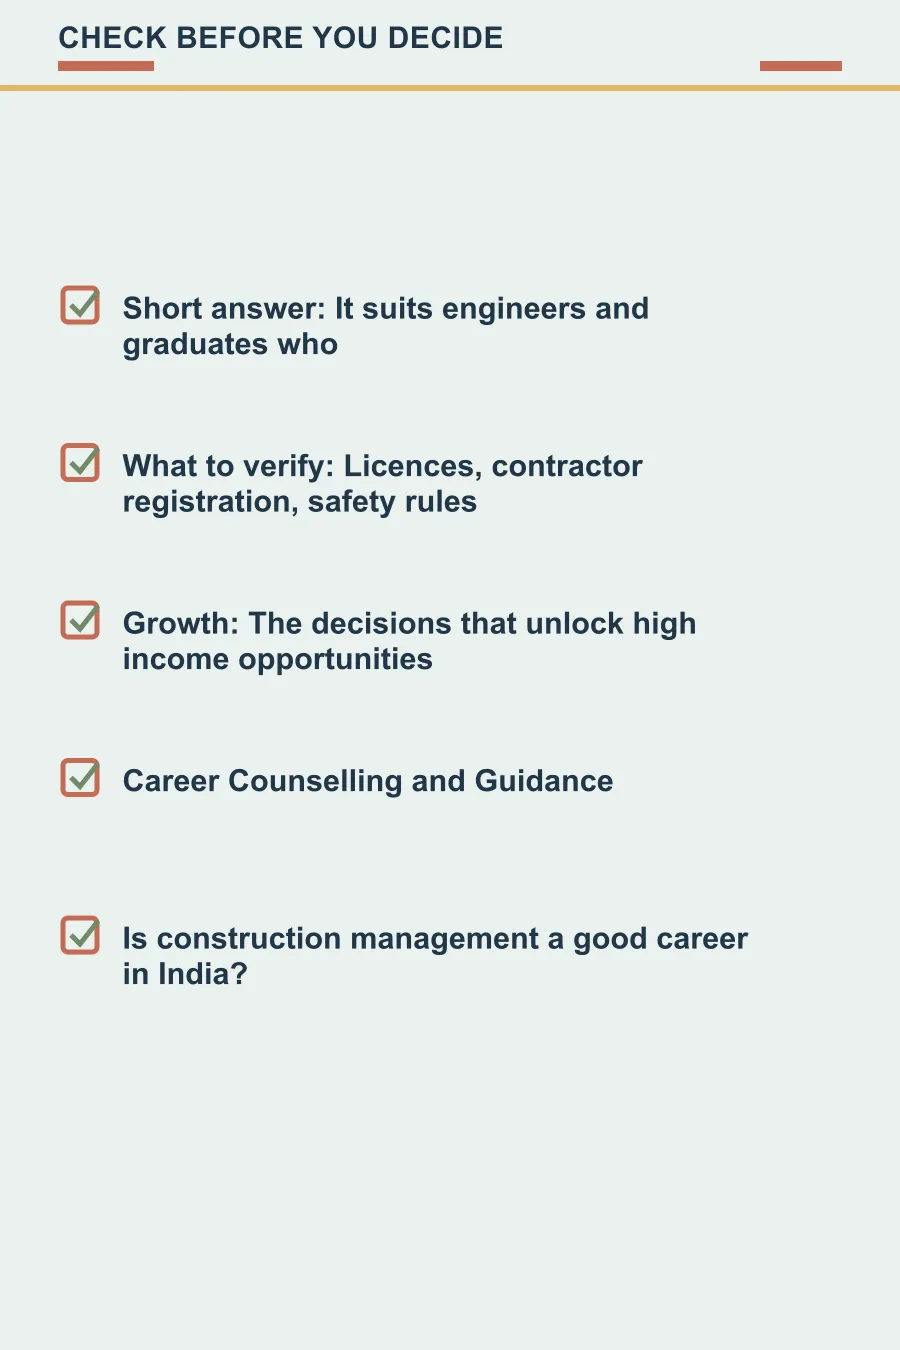 CHECK BEFORE YOU DECIDE
Short answer: It suits engineers and
graduates who
What to verify: Licences, contractor
registration, safety rules
Growth: The decisions that unlock high
income opportunities
Career Counselling and Guidance
Is construction management a good career
in India?